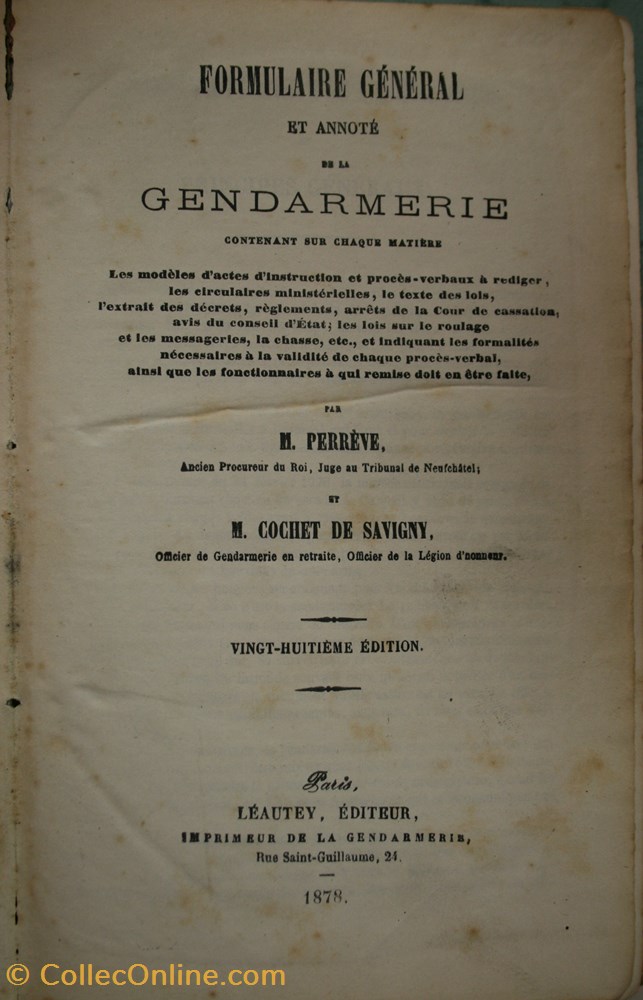 FORMULAIRE GÉNÉRAL
ET ANNOTÉ
DE LA
GENDARMERIE
CONTENANT SUR CHAQUE MATIÈRE
Les modèles d'actes d'instruction et procès-verbaux à rediger,
les circulaires ministérielles, le texte des lois,
l'extrait des décrets, règlements, arrêts de la Cour de cassation,
avis du conseil d'État; les lois sur le roulage
et les messageries, la chasse, etc., et indiquant les formalités
nécessaires à la validité de chaque procès-verbal,
ainsi que les fonctionnaires à qui remise doit en être faite,
PAR
M. PERRÈVE,
Ancien Procureur du Roi, Juge au Tribunal de Neufchâtel;
ET
M. COCHET DE SAVIGNY,
Officier de Gendarmerie en retraite, Officier de la Légion d'honneur.
VINGT-HUITIÈME ÉDITION.
Paris,
LÉAUTEY, ÉDITEUR,
IMPRIMEUR DE LA GENDARMERIE,
Rue Saint-Guillaume, 24.
1878.
© CollecOnline.com